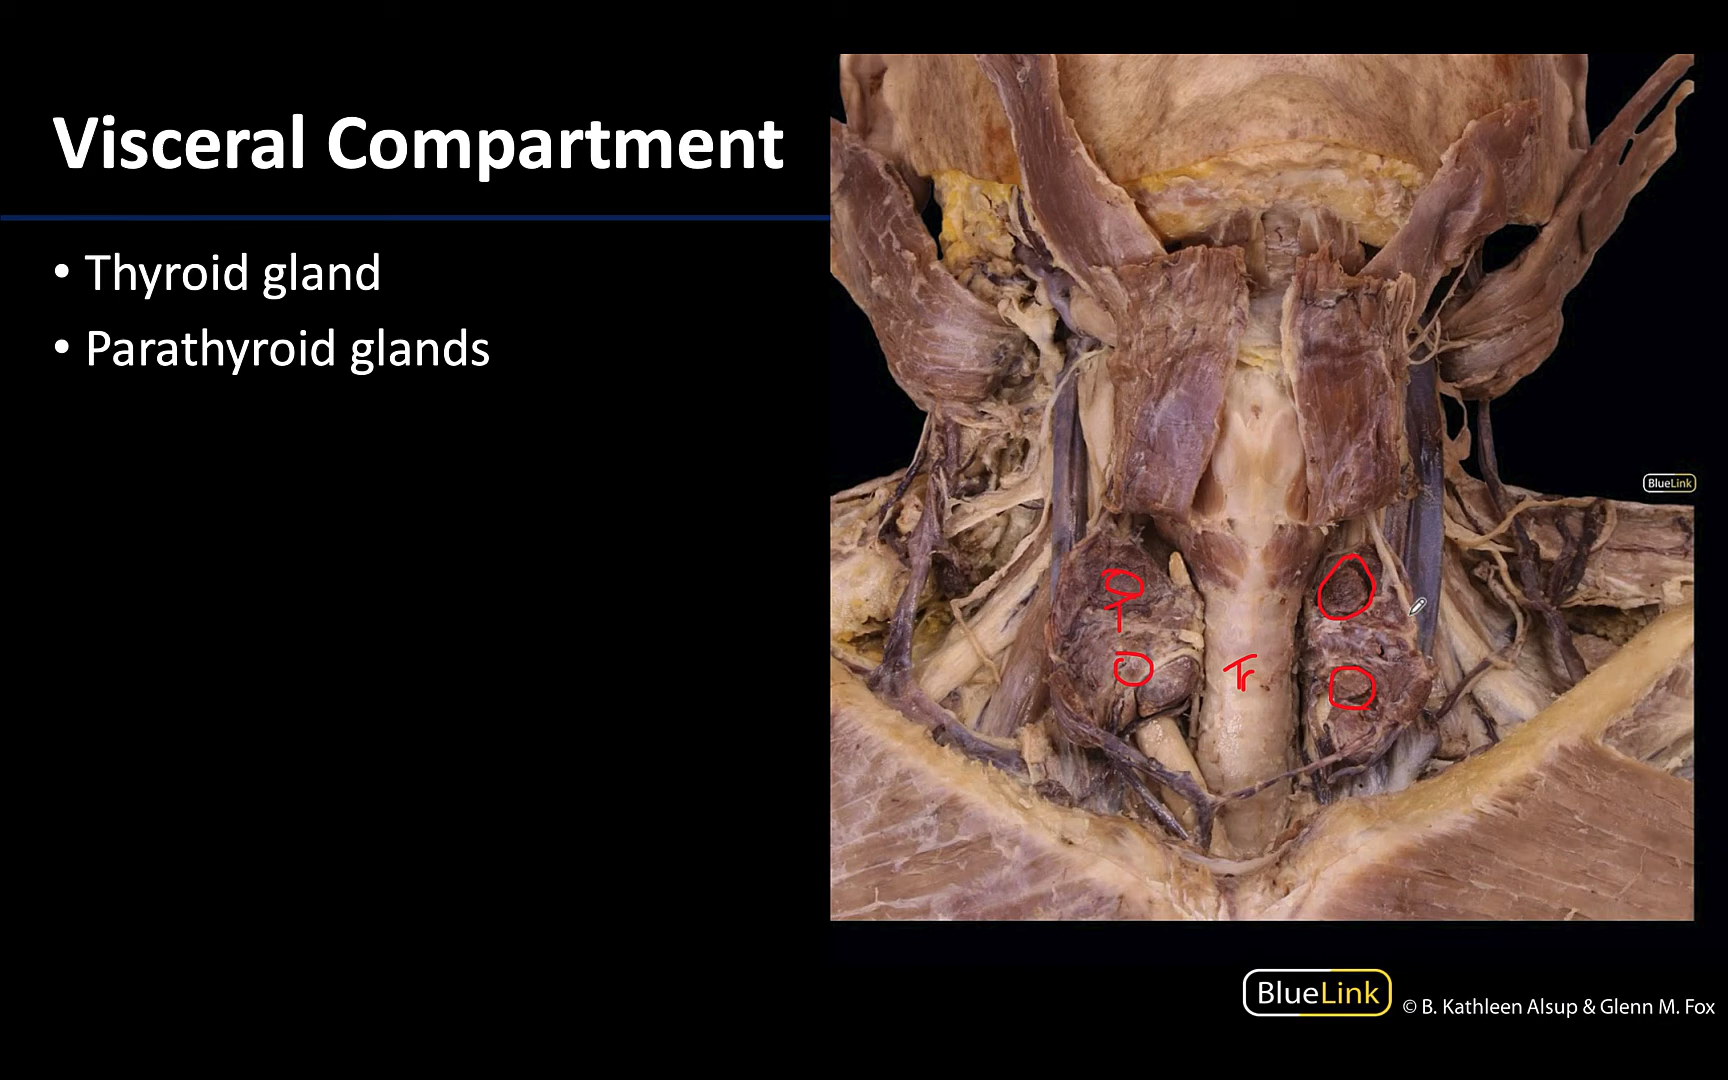 Visceral Compartment
• Thyroid gland
• Parathyroid glands
BlueLink
T
Tr
BlueLink © B. Kathleen Alsup & Glenn M. Fox